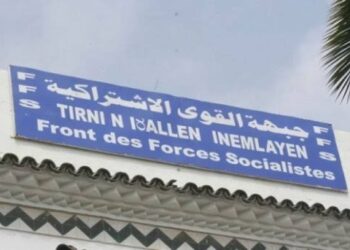 جبهة القوى الاشتراكية
TIRNI N IƔALLEN INEMLAYEN
Front des Forces Socialistes
FFS
FFS